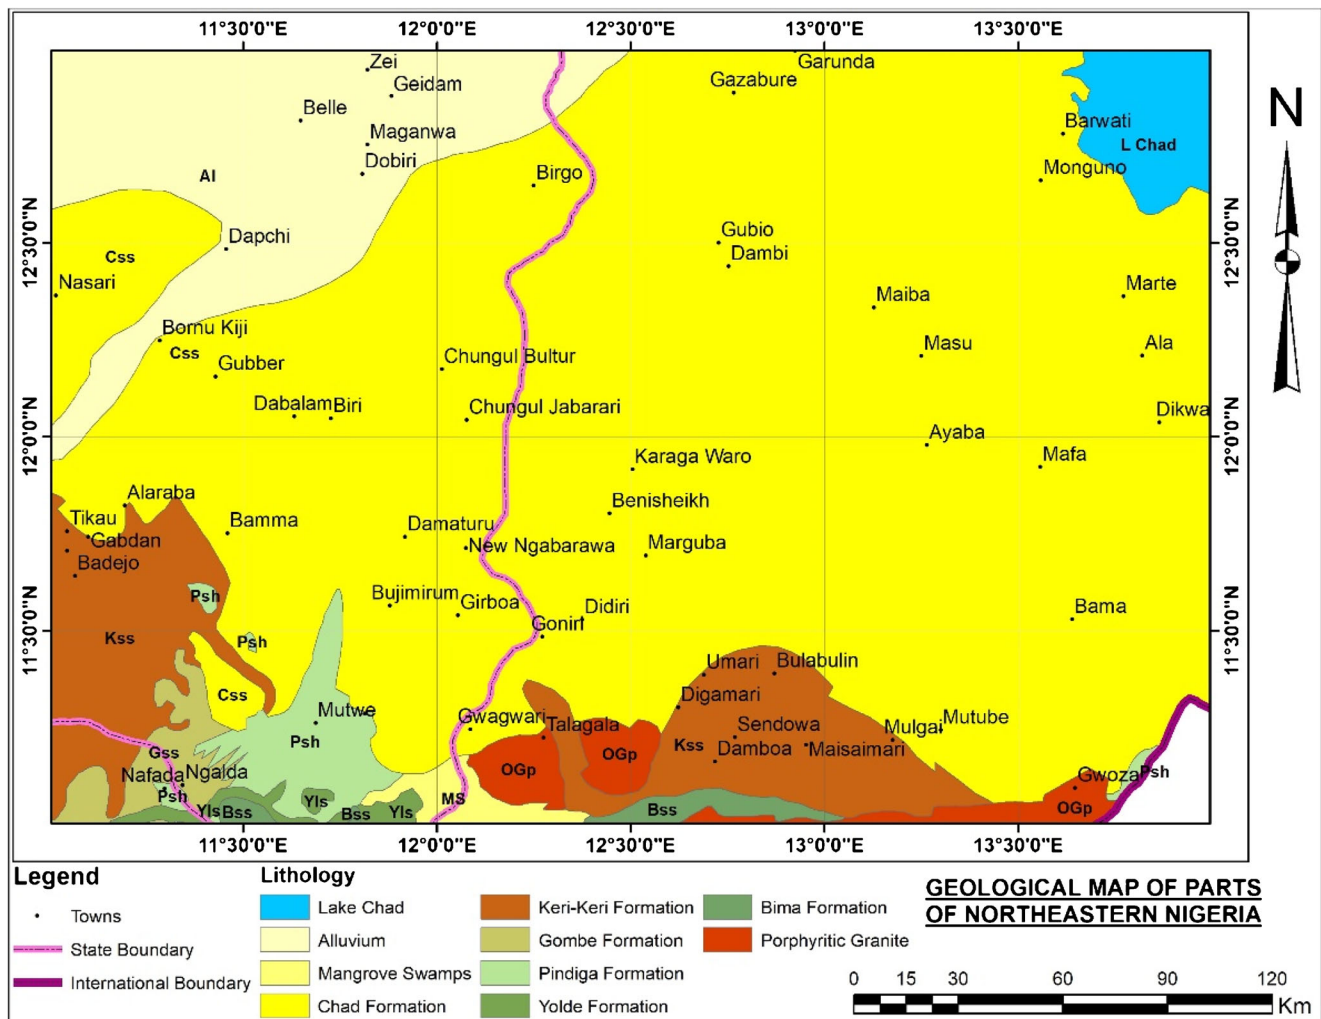 11°30'0"E 12°0'0"E 12°30'0"E 13°0'0"E 13°30'0"E
Zei
Garunda
Geidam
Gazabure
Belle
Barwati
Maganwa
L Chad
Dobiri
Monguno
Al
Birgo
N
Gubio
Dapchi
12°30'0"N
12°30'0"N
Dambi
Css
Nasari
Marte
Maiba
Bornu Kiji
Css
Masu
Ala
Gubber
Chungul Bultur
Dabalam
Biri
Chungul Jabarari
Dikwa
12°0'0"N
12°0'0"N
Ayaba
Karaga Waro
Mafa
Alaraba
Benisheikh
Tikau
Bamma
Damaturu
Gabdan
New Ngabarawa
Marguba
Badejo
Psh
Bujimirum
Girboa
Didiri
Bama
Gonirf
11°30'0"N
11°30'0"N
Kss
Psh
Umari
Bulabulin
Css
Digamari
Mutwe
Gwagwari
Talagala
Sendowa
Mulgai
Mutube
Psh
Gss
OGp
OGp
Kss
Damboa
Maisaimari
Nafada
Ngalda
Gwoza
Psh
Psh
Yls
MS
Yls
Bss
Bss
Yls
Bss
OGp
11°30'0"E 12°0'0"E 12°30'0"E 13°0'0"E 13°30'0"E
Legend
Towns
State Boundary
International Boundary
Lithology
Lake Chad
Alluvium
Mangrove Swamps
Chad Formation
Keri-Keri Formation
Gombe Formation
Pindiga Formation
Yolde Formation
Bima Formation
Porphyritic Granite
GEOLOGICAL MAP OF PARTS
OF NORTHEASTERN NIGERIA
0 15 30 60 90 120
Km